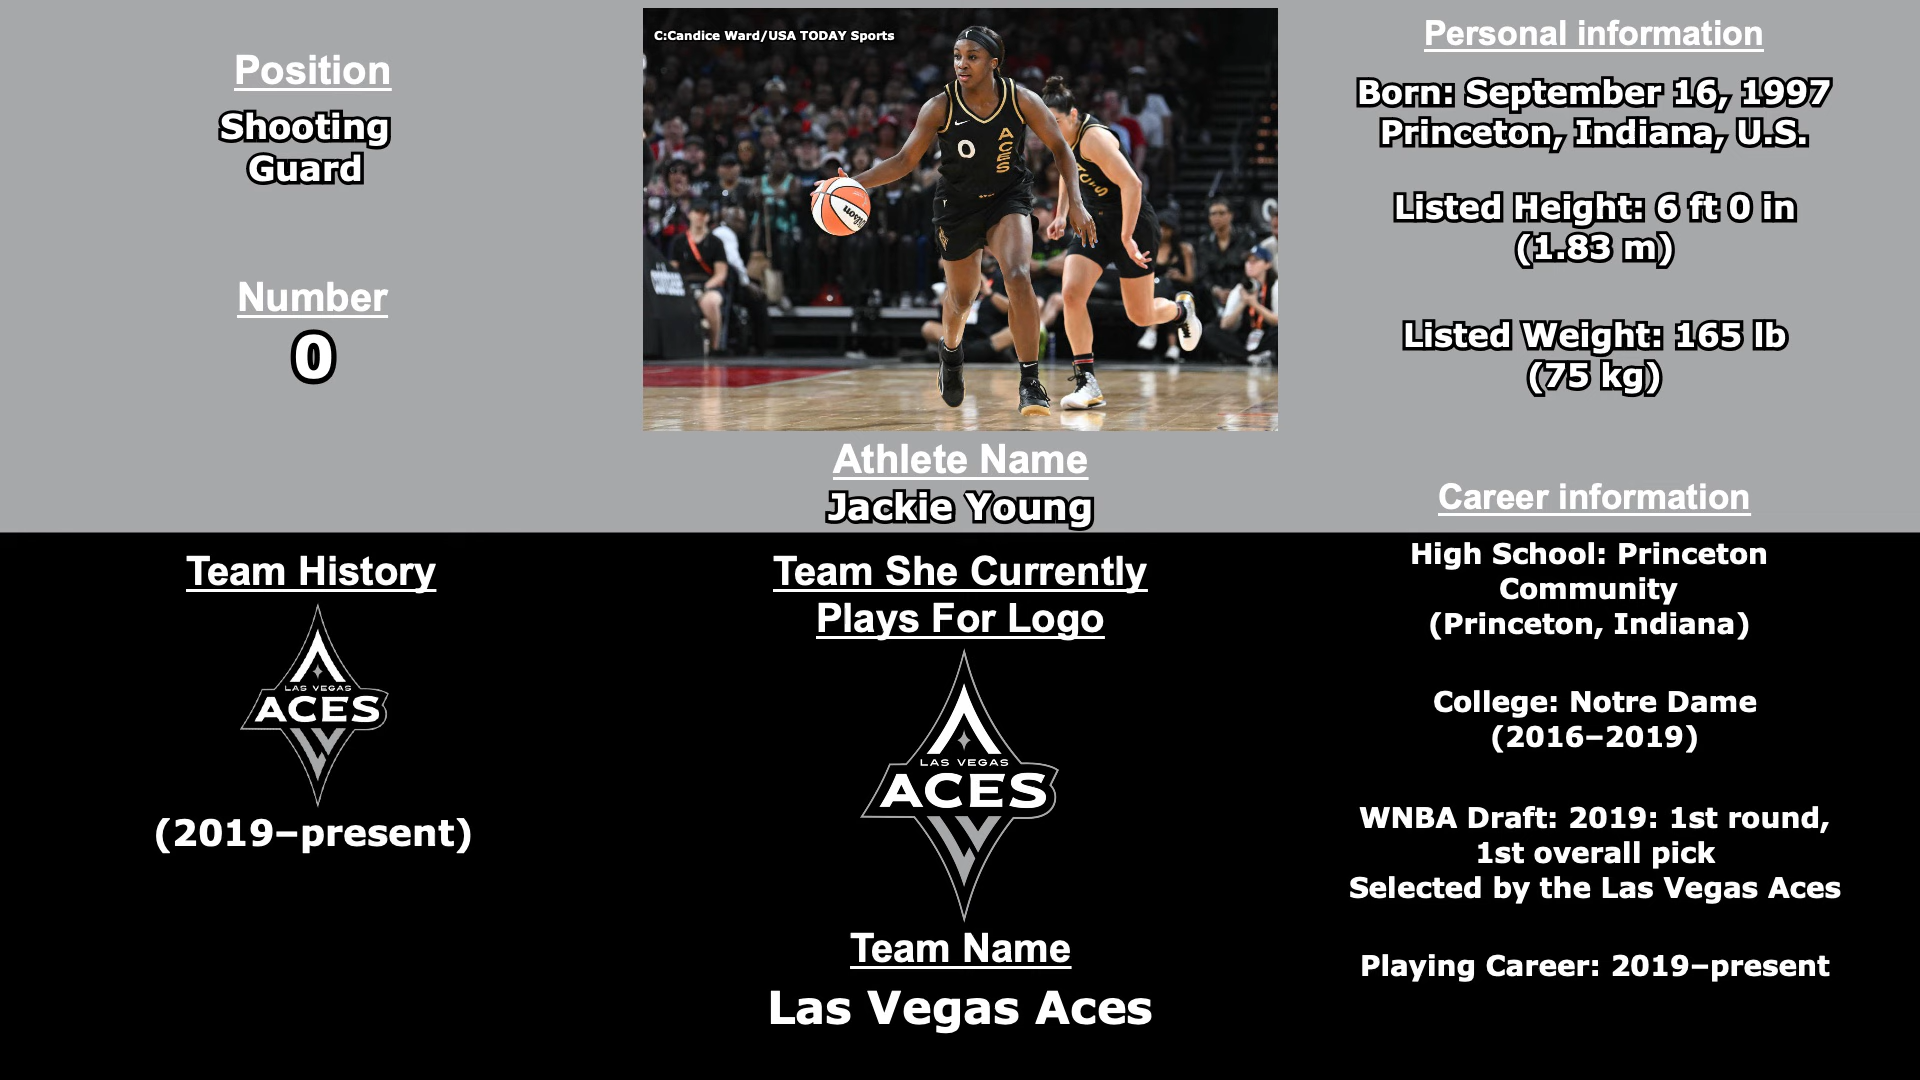 Position
Shooting
Guard
Number
0
C:Candice Ward/USA TODAY Sports
0
ACES
Wilson
Athlete Name
Jackie Young
Personal information
Born: September 16, 1997
Princeton, Indiana, U.S.
Listed Height: 6 ft 0 in
(1.83 m)
Listed Weight: 165 lb
(75 kg)
Career information
High School: Princeton
Community
(Princeton, Indiana)
College: Notre Dame
(2016–2019)
WNBA Draft: 2019: 1st round,
1st overall pick
Selected by the Las Vegas Aces
Playing Career: 2019–present
Team History
LAS VEGAS
ACES
(2019–present)
Team She Currently
Plays For Logo
LAS VEGAS
ACES
Team Name
Las Vegas Aces